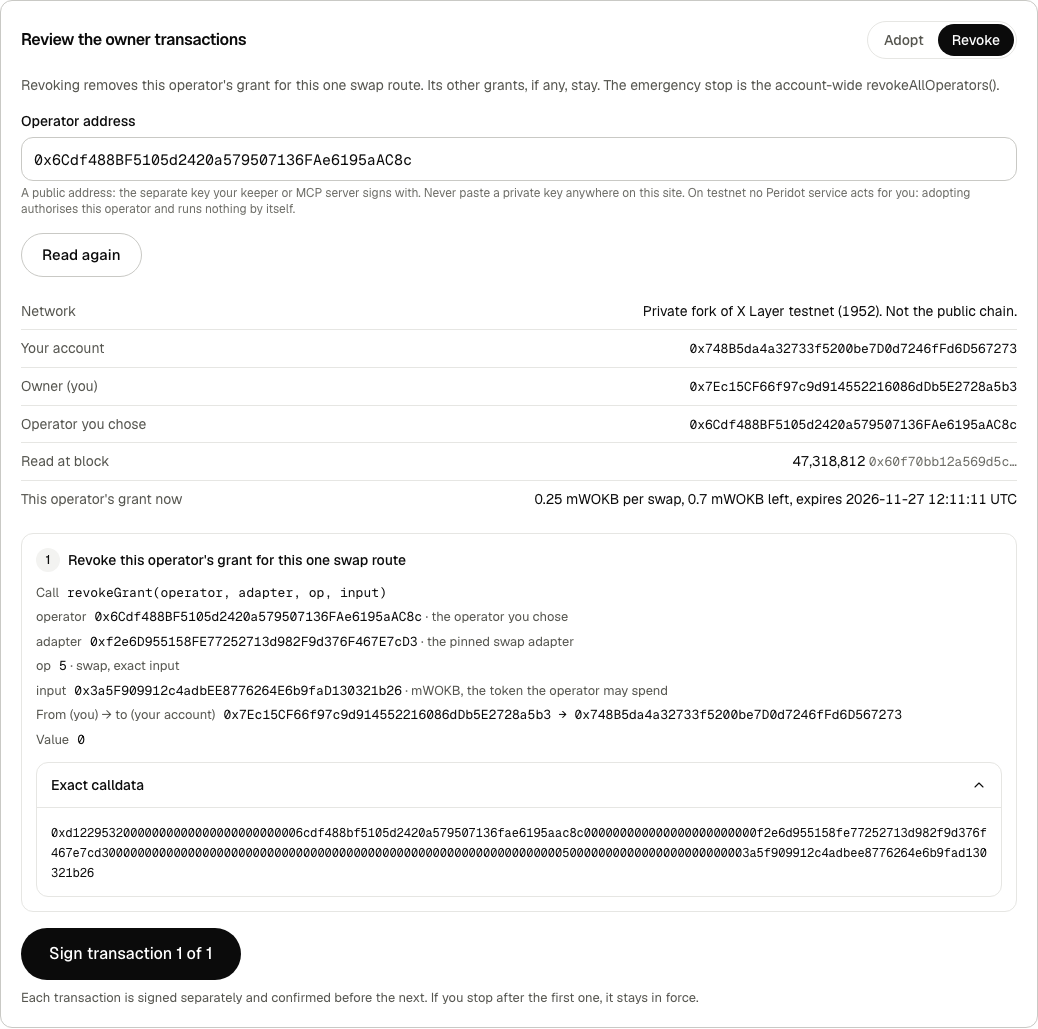 Review the owner transactions
Adopt
Revoke
Revoking removes this operator's grant for this one swap route. Its other grants, if any, stay. The emergency stop is the account-wide revokeAllOperators().
Operator address
0x6Cdf488BF5105d2420a579507136FAe6195aAC8c
A public address: the separate key your keeper or MCP server signs with. Never paste a private key anywhere on this site. On testnet no Peridot service acts for you: adopting
authorises this operator and runs nothing by itself.
Read again
Network Private fork of X Layer testnet (1952). Not the public chain.
Your account 0x748B5da4a32733f5200be7D0d7246fFd6D567273
Owner (you) 0x7Ec15CF66f97c9d914552216086dDb5E2728a5b3
Operator you chose 0x6Cdf488BF5105d2420a579507136FAe6195aAC8c
Read at block 47,318,812 0x60f70bb12a569d5c…
This operator's grant now 0.25 mWOKB per swap, 0.7 mWOKB left, expires 2026-11-27 12:11:11 UTC
1 Revoke this operator's grant for this one swap route
Call revokeGrant(operator, adapter, op, input)
operator 0x6Cdf488BF5105d2420a579507136FAe6195aAC8c · the operator you chose
adapter 0xf2e6D955158FE77252713d982F9d376F467E7cD3 · the pinned swap adapter
op 5 · swap, exact input
input 0x3a5F909912c4adbEE8776264E6b9faD130321b26 · mWOKB, the token the operator may spend
From (you) → to (your account) 0x7Ec15CF66f97c9d914552216086dDb5E2728a5b3 → 0x748B5da4a32733f5200be7D0d7246fFd6D567273
Value 0
Exact calldata
0xd12295320000000000000000000000006cdf488bf5105d2420a579507136fae6195aac8c000000000000000000000000f2e6d955158fe77252713d982f9d376f
467e7cd300000000000000000000000000000000000000000000000000000000000000050000000000000000000000003a5f909912c4adbee8776264e6b9fad130
321b26
Sign transaction 1 of 1
Each transaction is signed separately and confirmed before the next. If you stop after the first one, it stays in force.